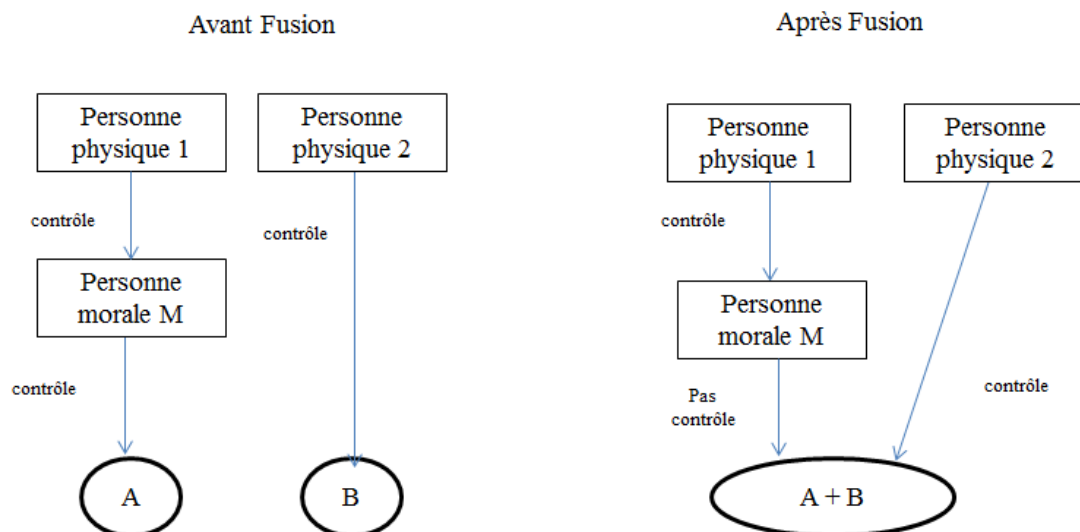 Avant Fusion
Personne
physique 1
Personne
physique 2
contrôle
contrôle
Personne
morale M
contrôle
A
B
Après Fusion
Personne
physique 1
Personne
physique 2
contrôle
Personne
morale M
Pas
contrôle
contrôle
A + B